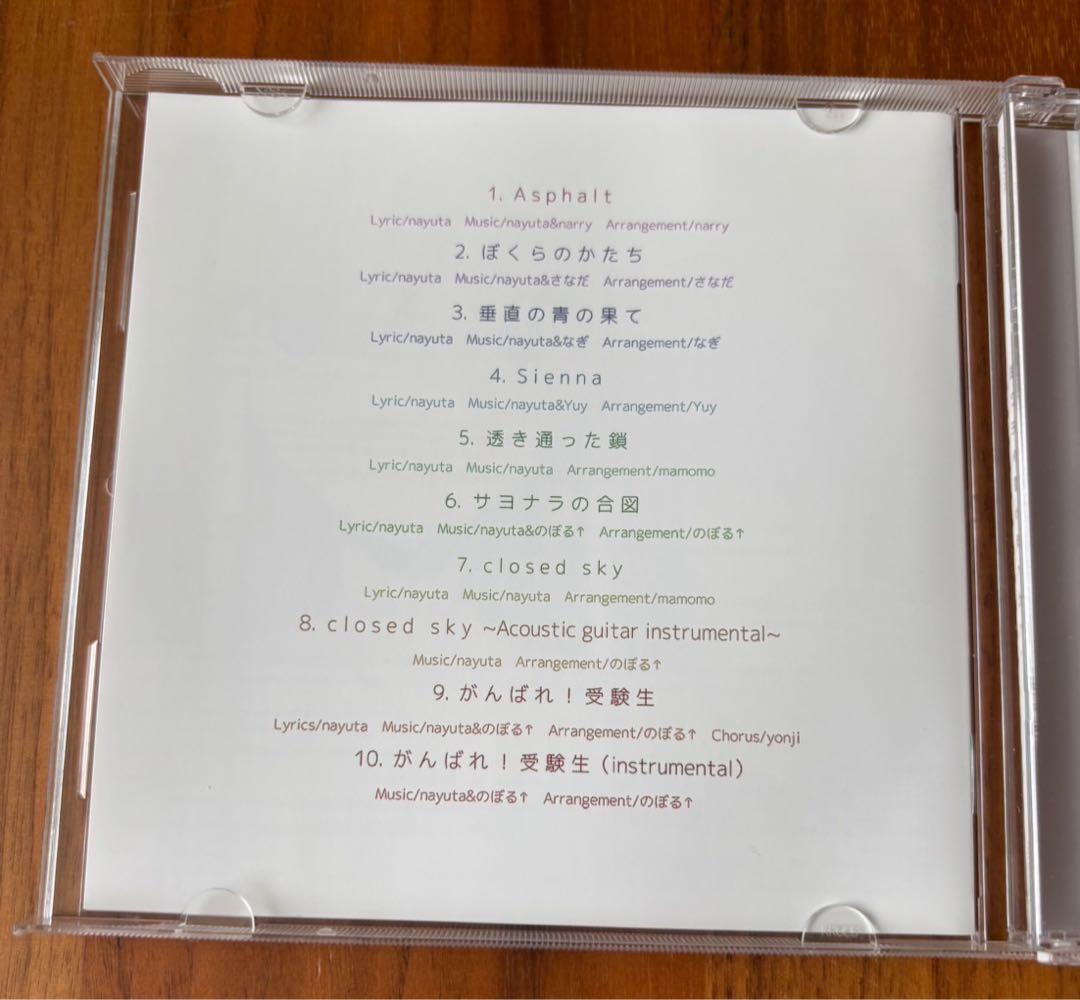 1. Asphalt
Lyric/nayuta Music/nayuta&narry Arrangement/narry
2. ぼくらのかたち
Lyric/nayuta Music/nayuta&さなだ Arrangement/さなだ
3. 垂直の青の果て
Lyric/nayuta Music/nayuta&なぎ Arrangement/なぎ
4. Sienna
Lyric/nayuta Music/nayuta&Yuy Arrangement/Yuy
5. 透き通った鎖
Lyric/nayuta Music/nayuta Arrangement/mamomo
6. サヨナラの合図
Lyric/nayuta Music/nayuta&のぼる↑ Arrangement/のぼる↑
7. closed sky
Lyric/nayuta Music/nayuta Arrangement/mamomo
8. closed sky ~Acoustic guitar instrumental~
Music/nayuta Arrangement/のぼる↑
9. がんばれ！受験生
Lyrics/nayuta Music/nayuta&のぼる↑ Arrangement/のぼる↑ Chorus/yonji
10. がんばれ！受験生（instrumental）
Music/nayuta&のぼる↑ Arrangement/のぼる↑